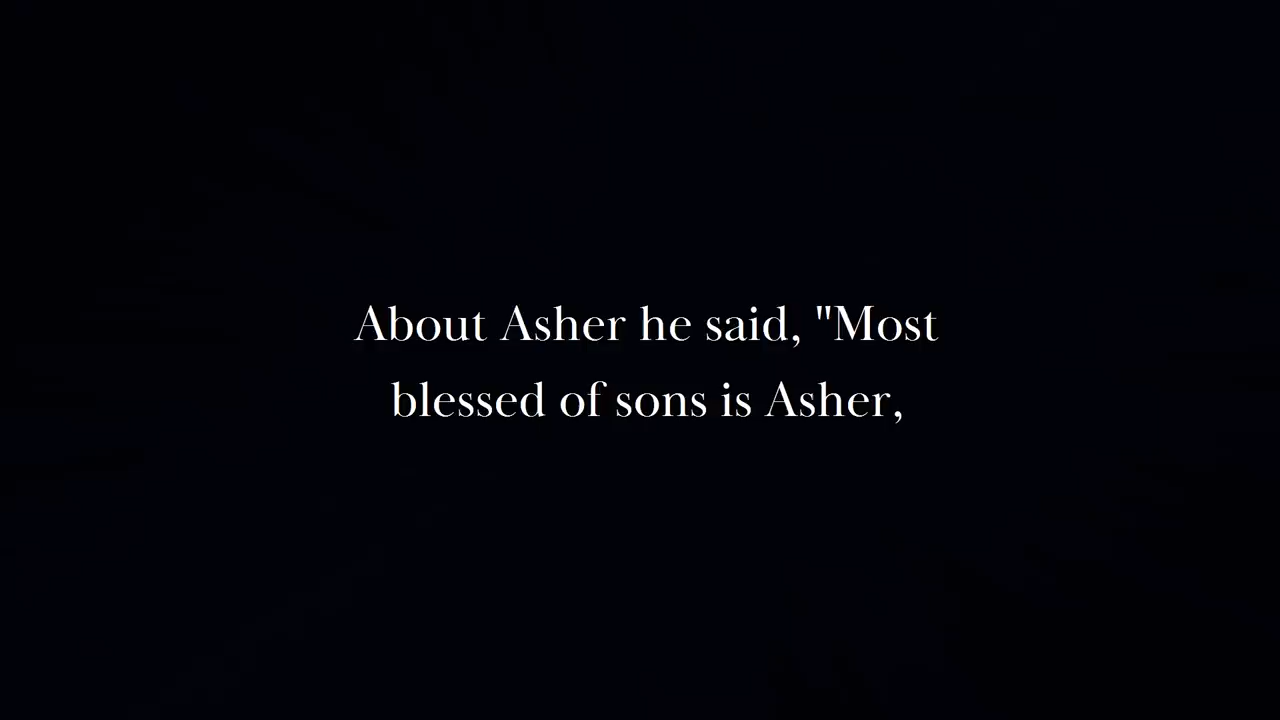 About Asher he said, "Most
blessed of sons is Asher,